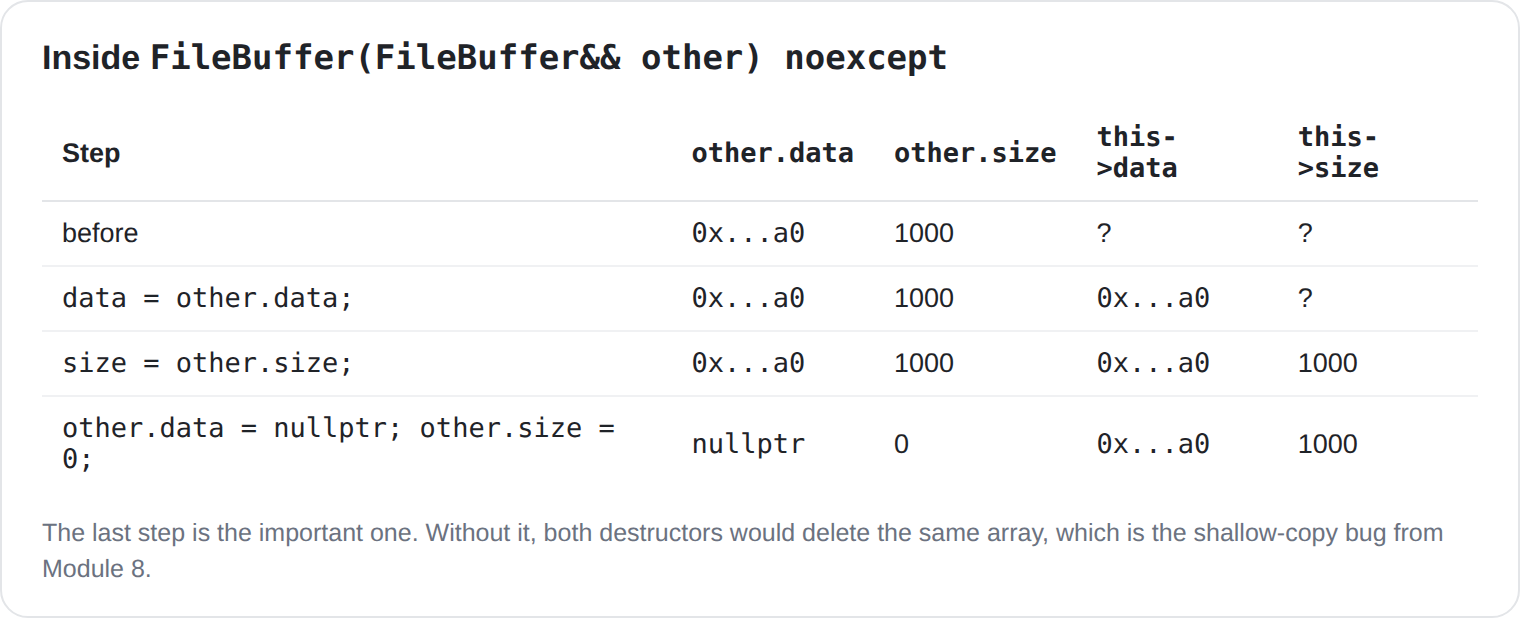 Inside FileBuffer(FileBuffer&& other) noexcept
Step other.data other.size this->data this->size
before 0x...a0 1000 ? ?
data = other.data; 0x...a0 1000 0x...a0 ?
size = other.size; 0x...a0 1000 0x...a0 1000
other.data = nullptr; other.size = 0; nullptr 0 0x...a0 1000
The last step is the important one. Without it, both destructors would delete the same array, which is the shallow-copy bug from
Module 8.